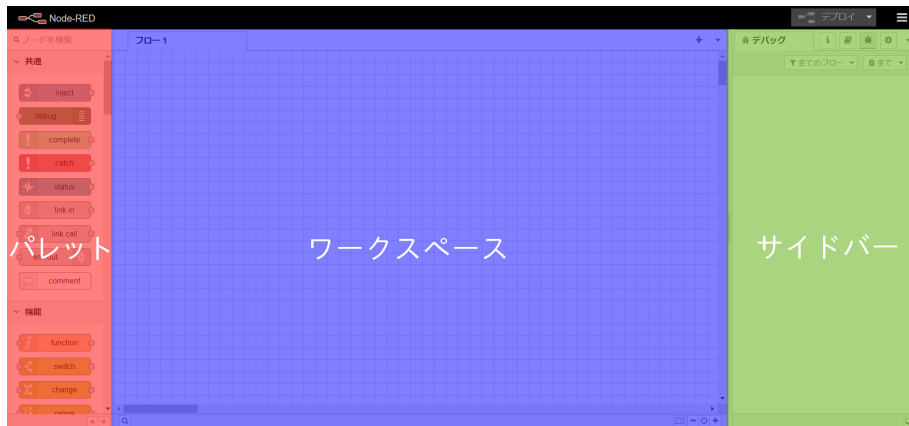 Node-RED
デプロイ
ノードを検索
フロー 1
デバッグ
共通
全てのフロー
全て
inject
debug
complete
catch
status
link in
link call
link out
comment
パレット
ワークスペース
サイドバー
機能
function
switch
change
range